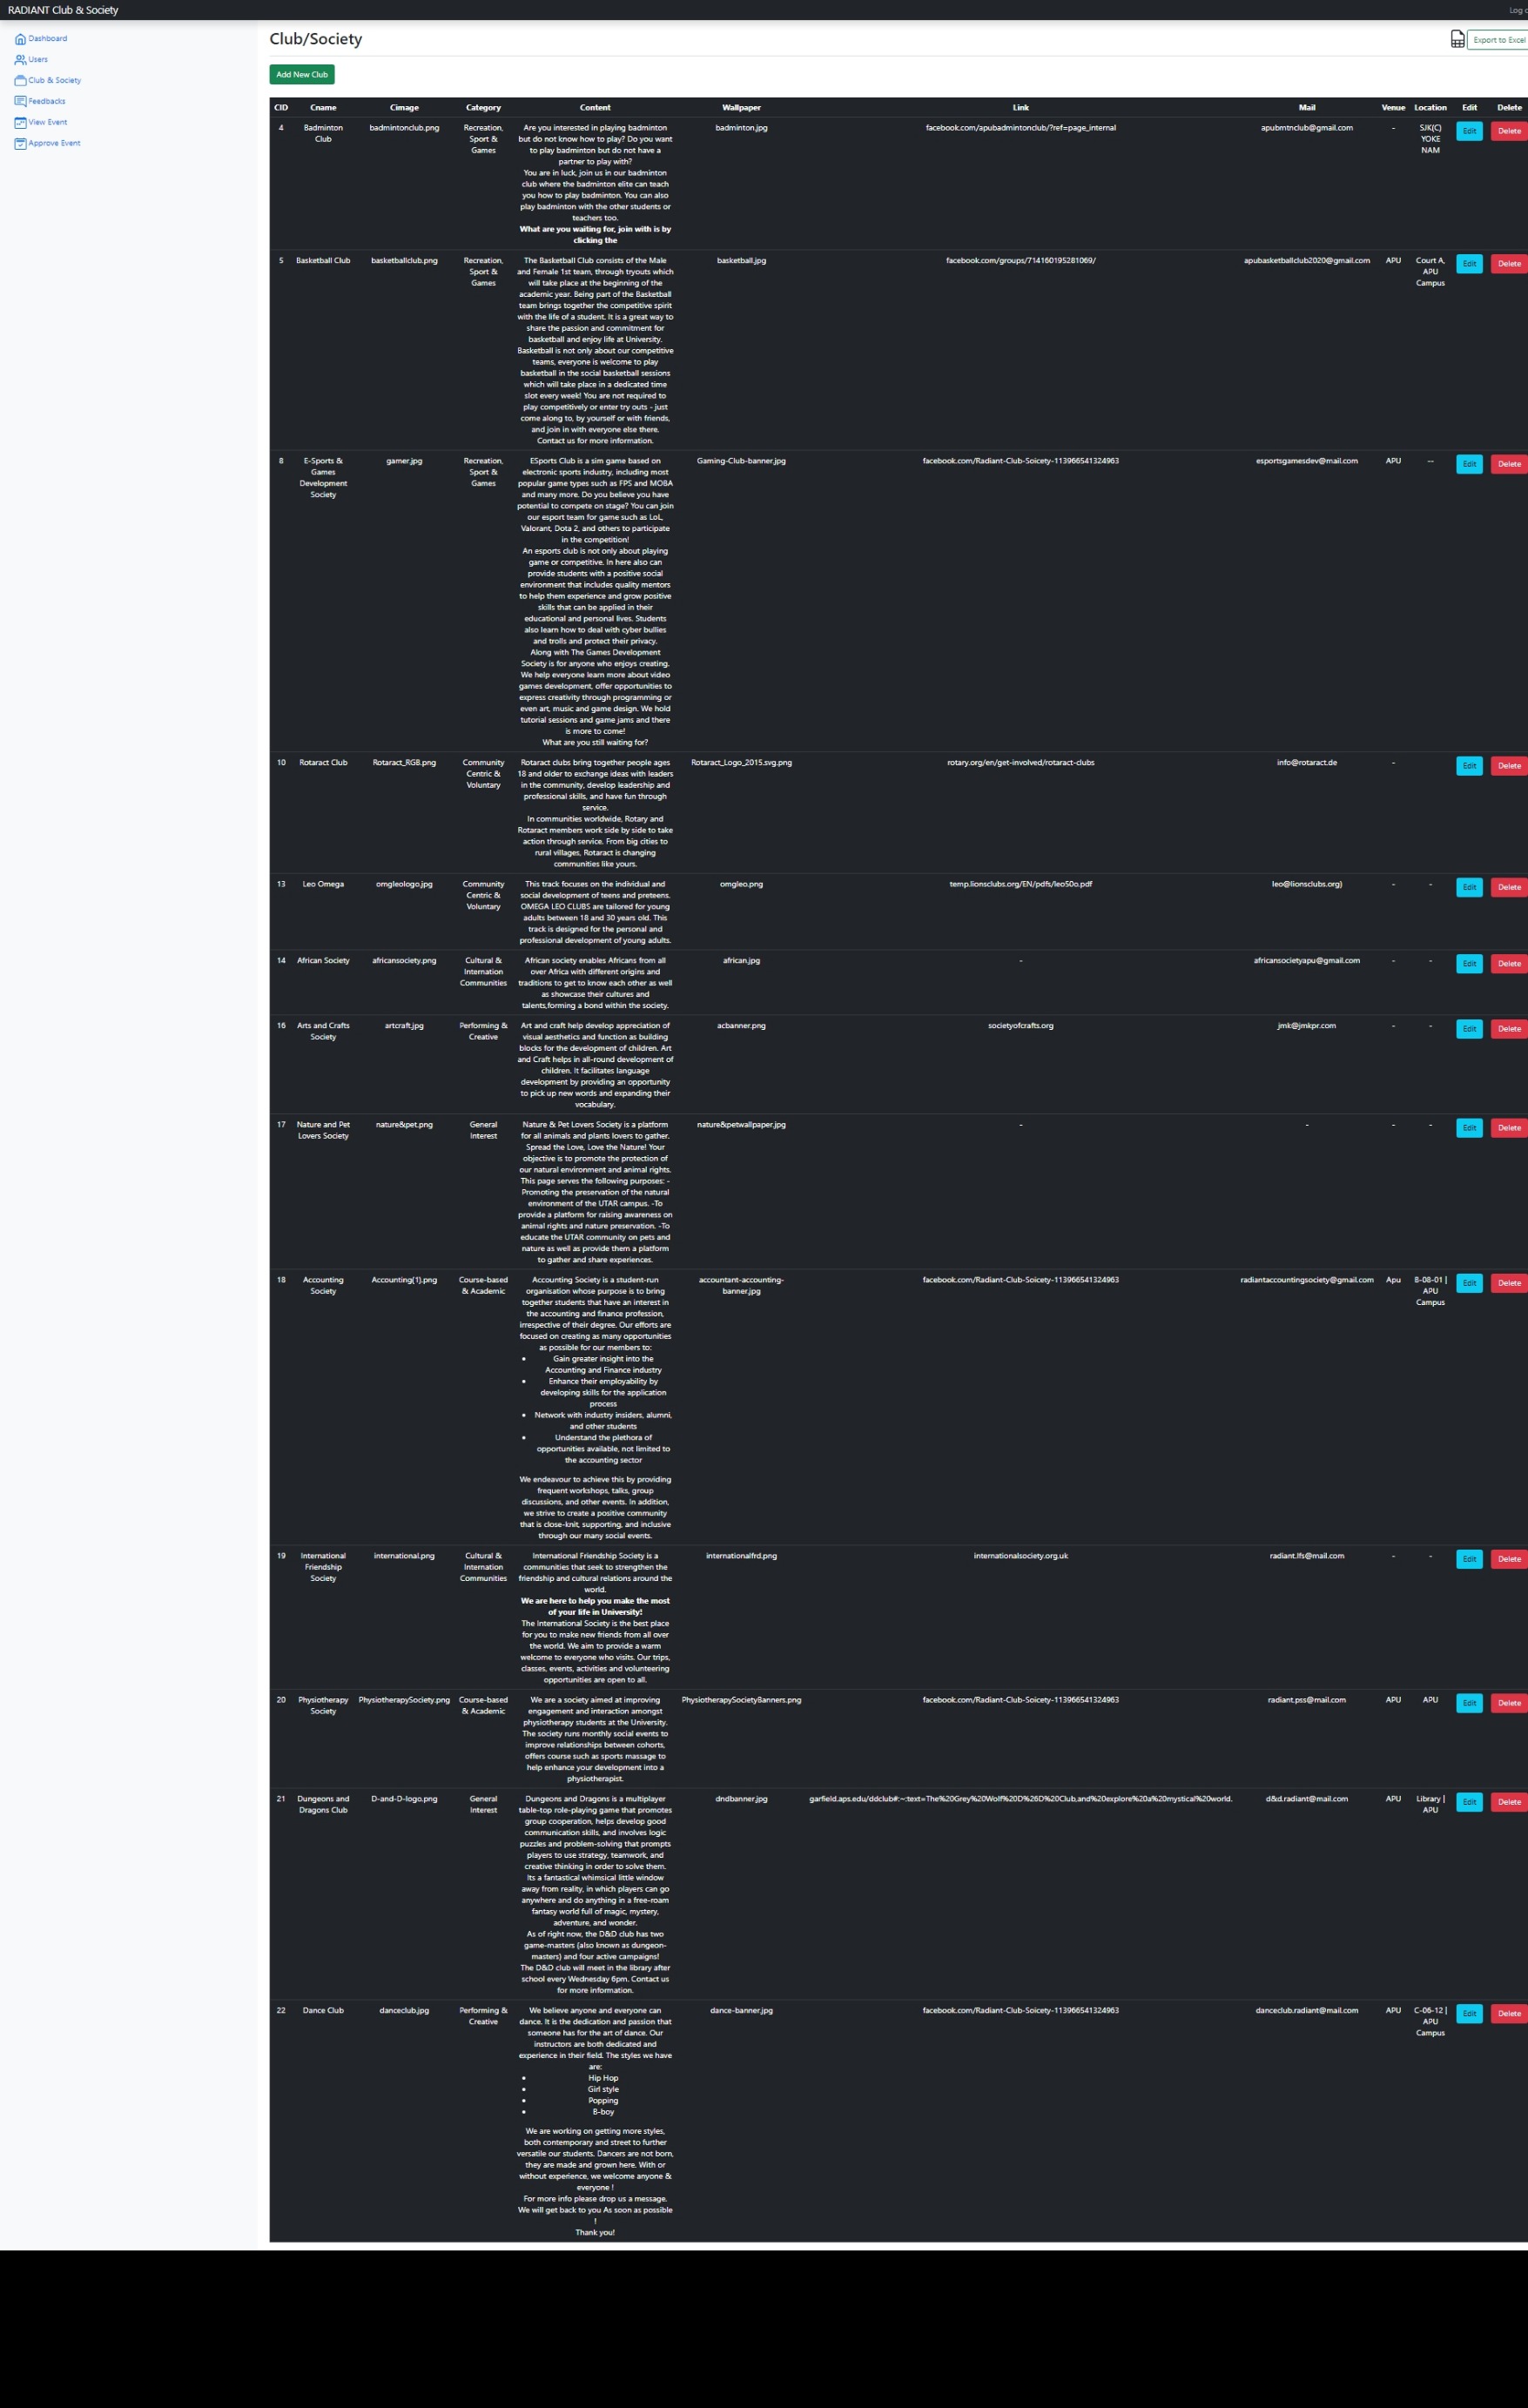 RADIANT Club & Society
Log
Dashboard
Users
Club & Society
Feedbacks
View Event
Approve Event
Club/Society
Export to Excel
Add New Club
CID Cname Cimage Category Content Wallpaper Link Mail Venue Location Edit Delete
4 Badminton badmintonclub.png Recreation, Are you interested in playing badminton badminton.jpg facebook.com/apubadmintonclub/?ref=page_internal apubmtnclub@gmail.com - SJK(C) Edit Delete
Club Sport & but do not know how to play? Do you want YOKE
Games to play badminton but do not have a NAM
partner to play with?
You are in luck, join us in our badminton
club where the badminton elite can teach
you how to play badminton. You can also
play badminton with the other students or
teachers too.
What are you waiting for, join with is by
clicking the
5 Basketball Club basketballclub.png Recreation, The Basketball Club consists of the Male basketball.jpg facebook.com/groups/714160195281069/ apubasketballclub2020@gmail.com APU Court A, Edit Delete
Sport & and Female 1st team, through tryouts which APU
Games will take place at the beginning of the Campus
academic year. Being part of the Basketball
team brings together the competitive spirit
with the life of a student. It is a great way to
share the passion and commitment for
basketball and enjoy life at University.
Basketball is not only about our competitive
teams, everyone is welcome to play
basketball in the social basketball sessions
which will take place in a dedicated time
slot every week! You are not required to
play competitively or enter try outs - just
come along to, by yourself or with friends,
and join in with everyone else there.
Contact us for more information.
8 E-Sports & gamer.jpg Recreation, ESports Club is a sim game based on Gaming-Club-banner.jpg facebook.com/Radiant-Club-Soicety-113966541324963 esportsgamesdev@mail.com APU -- Edit Delete
Games Sport & electronic sports industry, including most
Development Games popular game types such as FPS and MOBA
Society and many more. Do you believe you have
potential to compete on stage? You can join
our esport team for game such as LoL,
Valorant, Dota 2, and others to participate
in the competition!
An esports club is not only about playing
game or competitive. In here also can
provide students with a positive social
environment that includes quality mentors
to help them experience and grow positive
skills that can be applied in their
educational and personal lives. Students
also learn how to deal with cyber bullies
and trolls and protect their privacy.
Along with The Games Development
Society is for anyone who enjoys creating.
We help everyone learn more about video
games development, offer opportunities to
express creativity through programming or
even art, music and game design. We hold
tutorial sessions and game jams and there
is more to come!
What are you still waiting for?
10 Rotaract Club Rotaract_RGB.png Community Rotaract clubs bring together people ages Rotaract_Logo_2015.svg.png rotary.org/en/get-involved/rotaract-clubs info@rotaract.de - Edit Delete
Centric & 18 and older to exchange ideas with leaders
Voluntary in the community, develop leadership and
professional skills, and have fun through
service.
In communities worldwide, Rotary and
Rotaract members work side by side to take
action through service. From big cities to
rural villages, Rotaract is changing
communities like yours.
13 Leo Omega omgleologo.jpg Community This track focuses on the individual and omgleo.png temp.lionsclubs.org/EN/pdfs/leo50o.pdf leo@lionsclubs.org) - - Edit Delete
Centric & social development of teens and preteens.
Voluntary OMEGA LEO CLUBS are tailored for young
adults between 18 and 30 years old. This
track is designed for the personal and
professional development of young adults.
14 African Society africansociety.png Cultural & African society enables Africans from all african.jpg - africansocietyapu@gmail.com - - Edit Delete
Internation over Africa with different origins and
Communities traditions to get to know each other as well
as showcase their cultures and
talents,forming a bond within the society.
16 Arts and Crafts artcraft.jpg Performing & Art and craft help develop appreciation of acbanner.png societyofcrafts.org jmk@jmkpr.com - - Edit Delete
Society Creative visual aesthetics and function as building
blocks for the development of children. Art
and Craft helps in all-round development of
children. It facilitates language
development by providing an opportunity
to pick up new words and expanding their
vocabulary.
17 Nature and Pet nature&pet.png General Nature & Pet Lovers Society is a platform nature&petwallpaper.jpg - - - - Edit Delete
Lovers Society Interest for all animals and plants lovers to gather.
Spread the Love, Love the Nature! Your
objective is to promote the protection of
our natural environment and animal rights.
This page serves the following purposes: -
Promoting the preservation of the natural
environment of the UTAR campus. -To
provide a platform for raising awareness on
animal rights and nature preservation. -To
educate the UTAR community on pets and
nature as well as provide them a platform
to gather and share experiences.
18 Accounting Accounting(1).png Course-based Accounting Society is a student-run accountant-accounting- facebook.com/Radiant-Club-Soicety-113966541324963 radiantaccountingsociety@gmail.com Apu B-08-01 | Edit Delete
Society & Academic organisation whose purpose is to bring banner.jpg APU
together students that have an interest in Campus
the accounting and finance profession,
irrespective of their degree. Our efforts are
focused on creating as many opportunities
as possible for our members to:
• Gain greater insight into the
Accounting and Finance industry
• Enhance their employability by
developing skills for the application
process
• Network with industry insiders, alumni,
and other students
• Understand the plethora of
opportunities available, not limited to
the accounting sector
We endeavour to achieve this by providing
frequent workshops, talks, group
discussions, and other events. In addition,
we strive to create a positive community
that is close-knit, supporting, and inclusive
through our many social events.
19 International international.png Cultural & International Friendship Society is a internationalfrd.png internationalsociety.org.uk radiant.Ifs@mail.com - - Edit Delete
Friendship Internation communities that seek to strengthen the
Society Communities friendship and cultural relations around the
world.
We are here to help you make the most
of your life in University!
The International Society is the best place
for you to make new friends from all over
the world. We aim to provide a warm
welcome to everyone who visits. Our trips,
classes, events, activities and volunteering
opportunities are open to all.
20 Physiotherapy PhysiotherapySociety.png Course-based We are a society aimed at improving PhysiotherapySocietyBanners.png facebook.com/Radiant-Club-Soicety-113966541324963 radiant.pss@mail.com APU APU Edit Delete
Society & Academic engagement and interaction amongst
physiotherapy students at the University.
The society runs monthly social events to
improve relationships between cohorts,
offers course such as sports massage to
help enhance your development into a
physiotherapist.
21 Dungeons and D-and-D-logo.png General Dungeons and Dragons is a multiplayer dndbanner.jpg garfield.aps.edu/ddclub#:~:text=The%20Grey%20Wolf%20D%26D%20Club,and%20explore%20a%20mystical%20world. d&d.radiant@mail.com APU Library | Edit Delete
Dragons Club Interest table-top role-playing game that promotes APU
group cooperation, helps develop good
communication skills, and involves logic
puzzles and problem-solving that prompts
players to use strategy, teamwork, and
creative thinking in order to solve them.
Its a fantastical whimsical little window
away from reality, in which players can go
anywhere and do anything in a free-roam
fantasy world full of magic, mystery,
adventure, and wonder.
As of right now, the D&D club has two
game-masters (also known as dungeon-
masters) and four active campaigns!
The D&D club will meet in the library after
school every Wednesday 6pm. Contact us
for more information.
22 Dance Club danceclub.jpg Performing & We believe anyone and everyone can dance-banner.jpg facebook.com/Radiant-Club-Soicety-113966541324963 danceclub.radiant@mail.com APU C-06-12 | Edit Delete
Creative dance. It is the dedication and passion that APU
someone has for the art of dance. Our Campus
instructors are both dedicated and
experience in their field. The styles we have
are:
• Hip Hop
• Girl style
• Popping
• B-boy
We are working on getting more styles,
both contemporary and street to further
versatile our students. Dancers are not born,
they are made and grown here. With or
without experience, we welcome anyone &
everyone !
For more info please drop us a message.
We will get back to you As soon as possible
!
Thank you!